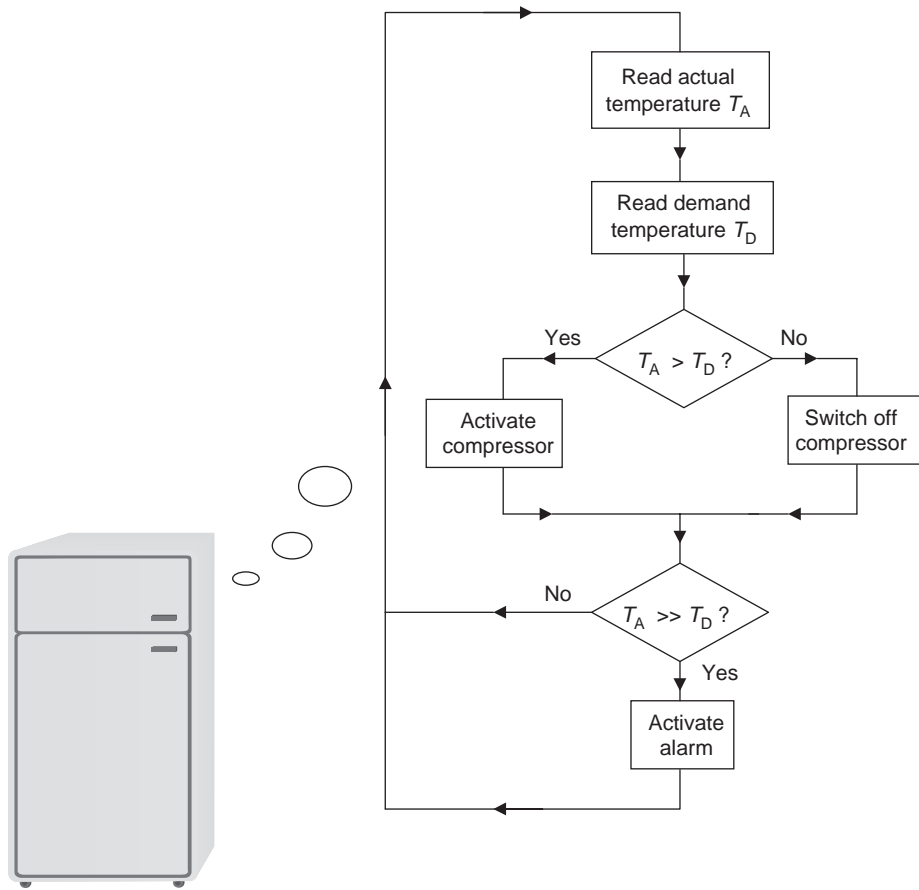 Read actual
temperature T_A
Read demand
temperature T_D
Yes
No
T_A > T_D ?
Activate
compressor
Switch off
compressor
No
T_A >> T_D ?
Yes
Activate
alarm